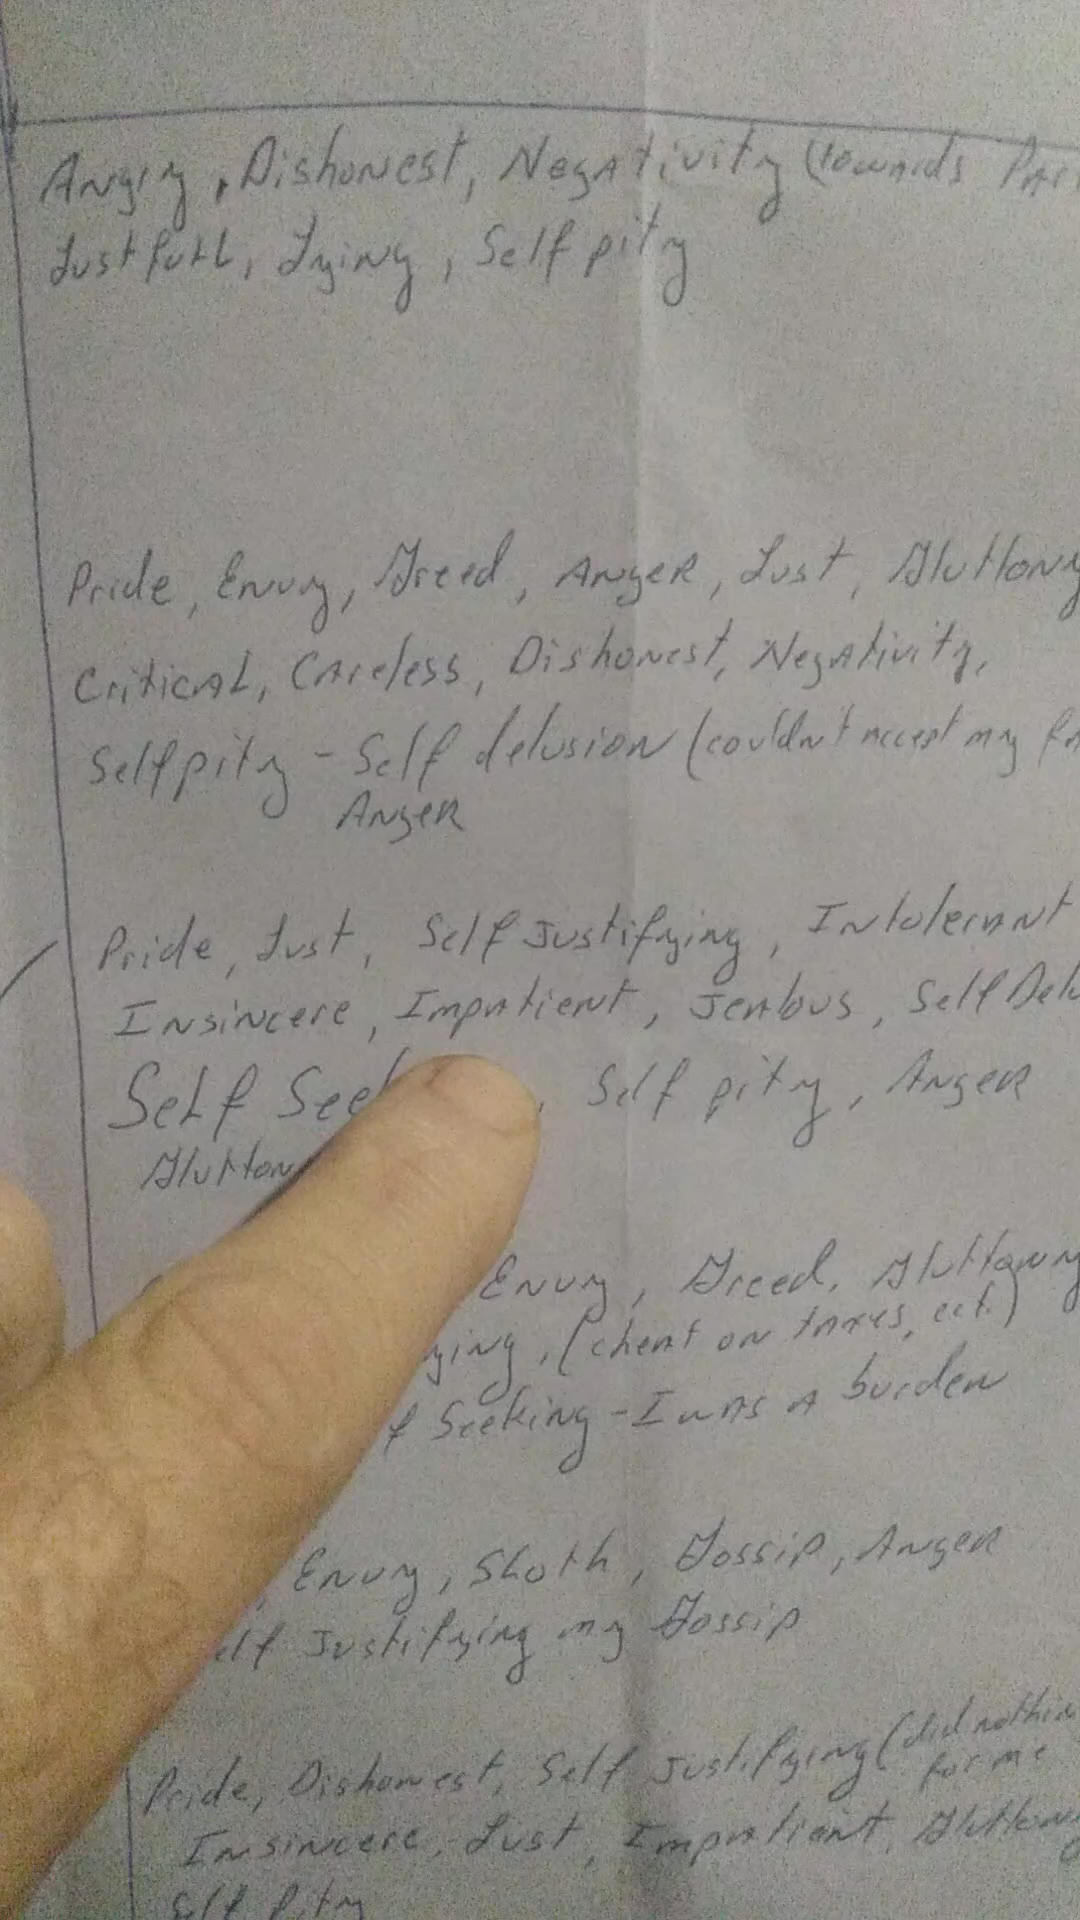 Angry, Dishonest, Negativity (towards
Lustfull, Lying, Self pity
Pride, Envy, Greed, Anger, Lust, Gluttony
Critical, Careless, Dishonest, Negativity,
Selfpity - Self delusion (couldn't accept my
Anger
Pride, Lust, Self Justifying, Intolerant
Insincere, Impatient, Jealous, Self
Self , Self pity, Anger
Envy, Greed, Gluttony
(cheat on taxes, ect.)
Seeking - I was a burden
Envy, Sloth, Gossip, Anger
Justifying my Gossip
Pride, Dishonest, Self Justifying (did
for me
Insincere, Lust, Impatient, Gluttony
Self Pity